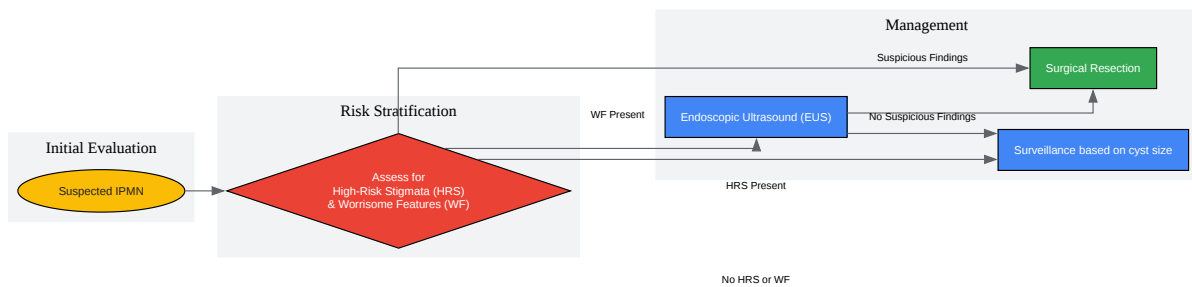 Management
Suspicious Findings
Surgical Resection
Risk Stratification
WF Present
Endoscopic Ultrasound (EUS)
No Suspicious Findings
Initial Evaluation
Surveillance based on cyst size
Suspected IPMN
Assess for
High-Risk Stigmata (HRS)
& Worrisome Features (WF)
HRS Present
No HRS or WF